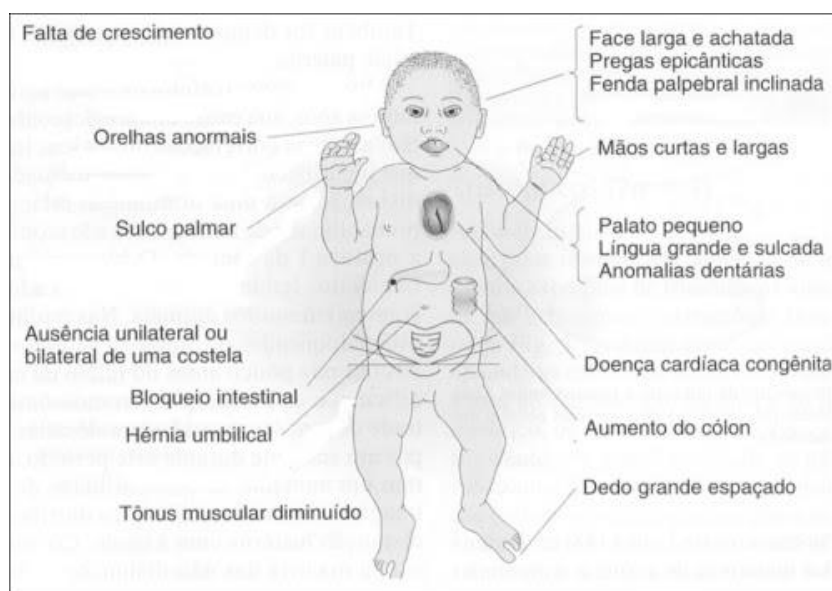 Falta de crescimento
Face larga e achatada
Pregas epicânticas
Fenda palpebral inclinada
Orelhas anormais
Mãos curtas e largas
Sulco palmar
Palato pequeno
Língua grande e sulcada
Anomalias dentárias
Ausência unilateral ou
bilateral de uma costela
Doença cardíaca congênita
Bloqueio intestinal
Hérnia umbilical
Aumento do cólon
Dedo grande espaçado
Tônus muscular diminuído